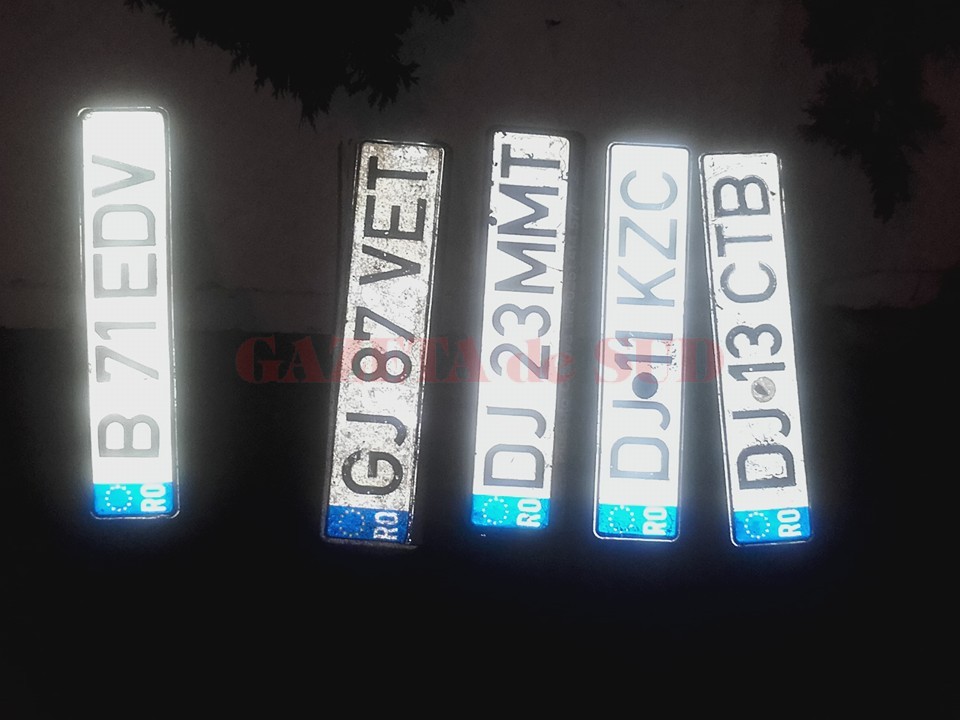 B 71 EDV
RO
GJ 87 VET
RO
DJ 23 MMT
RO
DJ 11 KZC
RO
DJ 13 CTB
RO
GAZETA de SUD